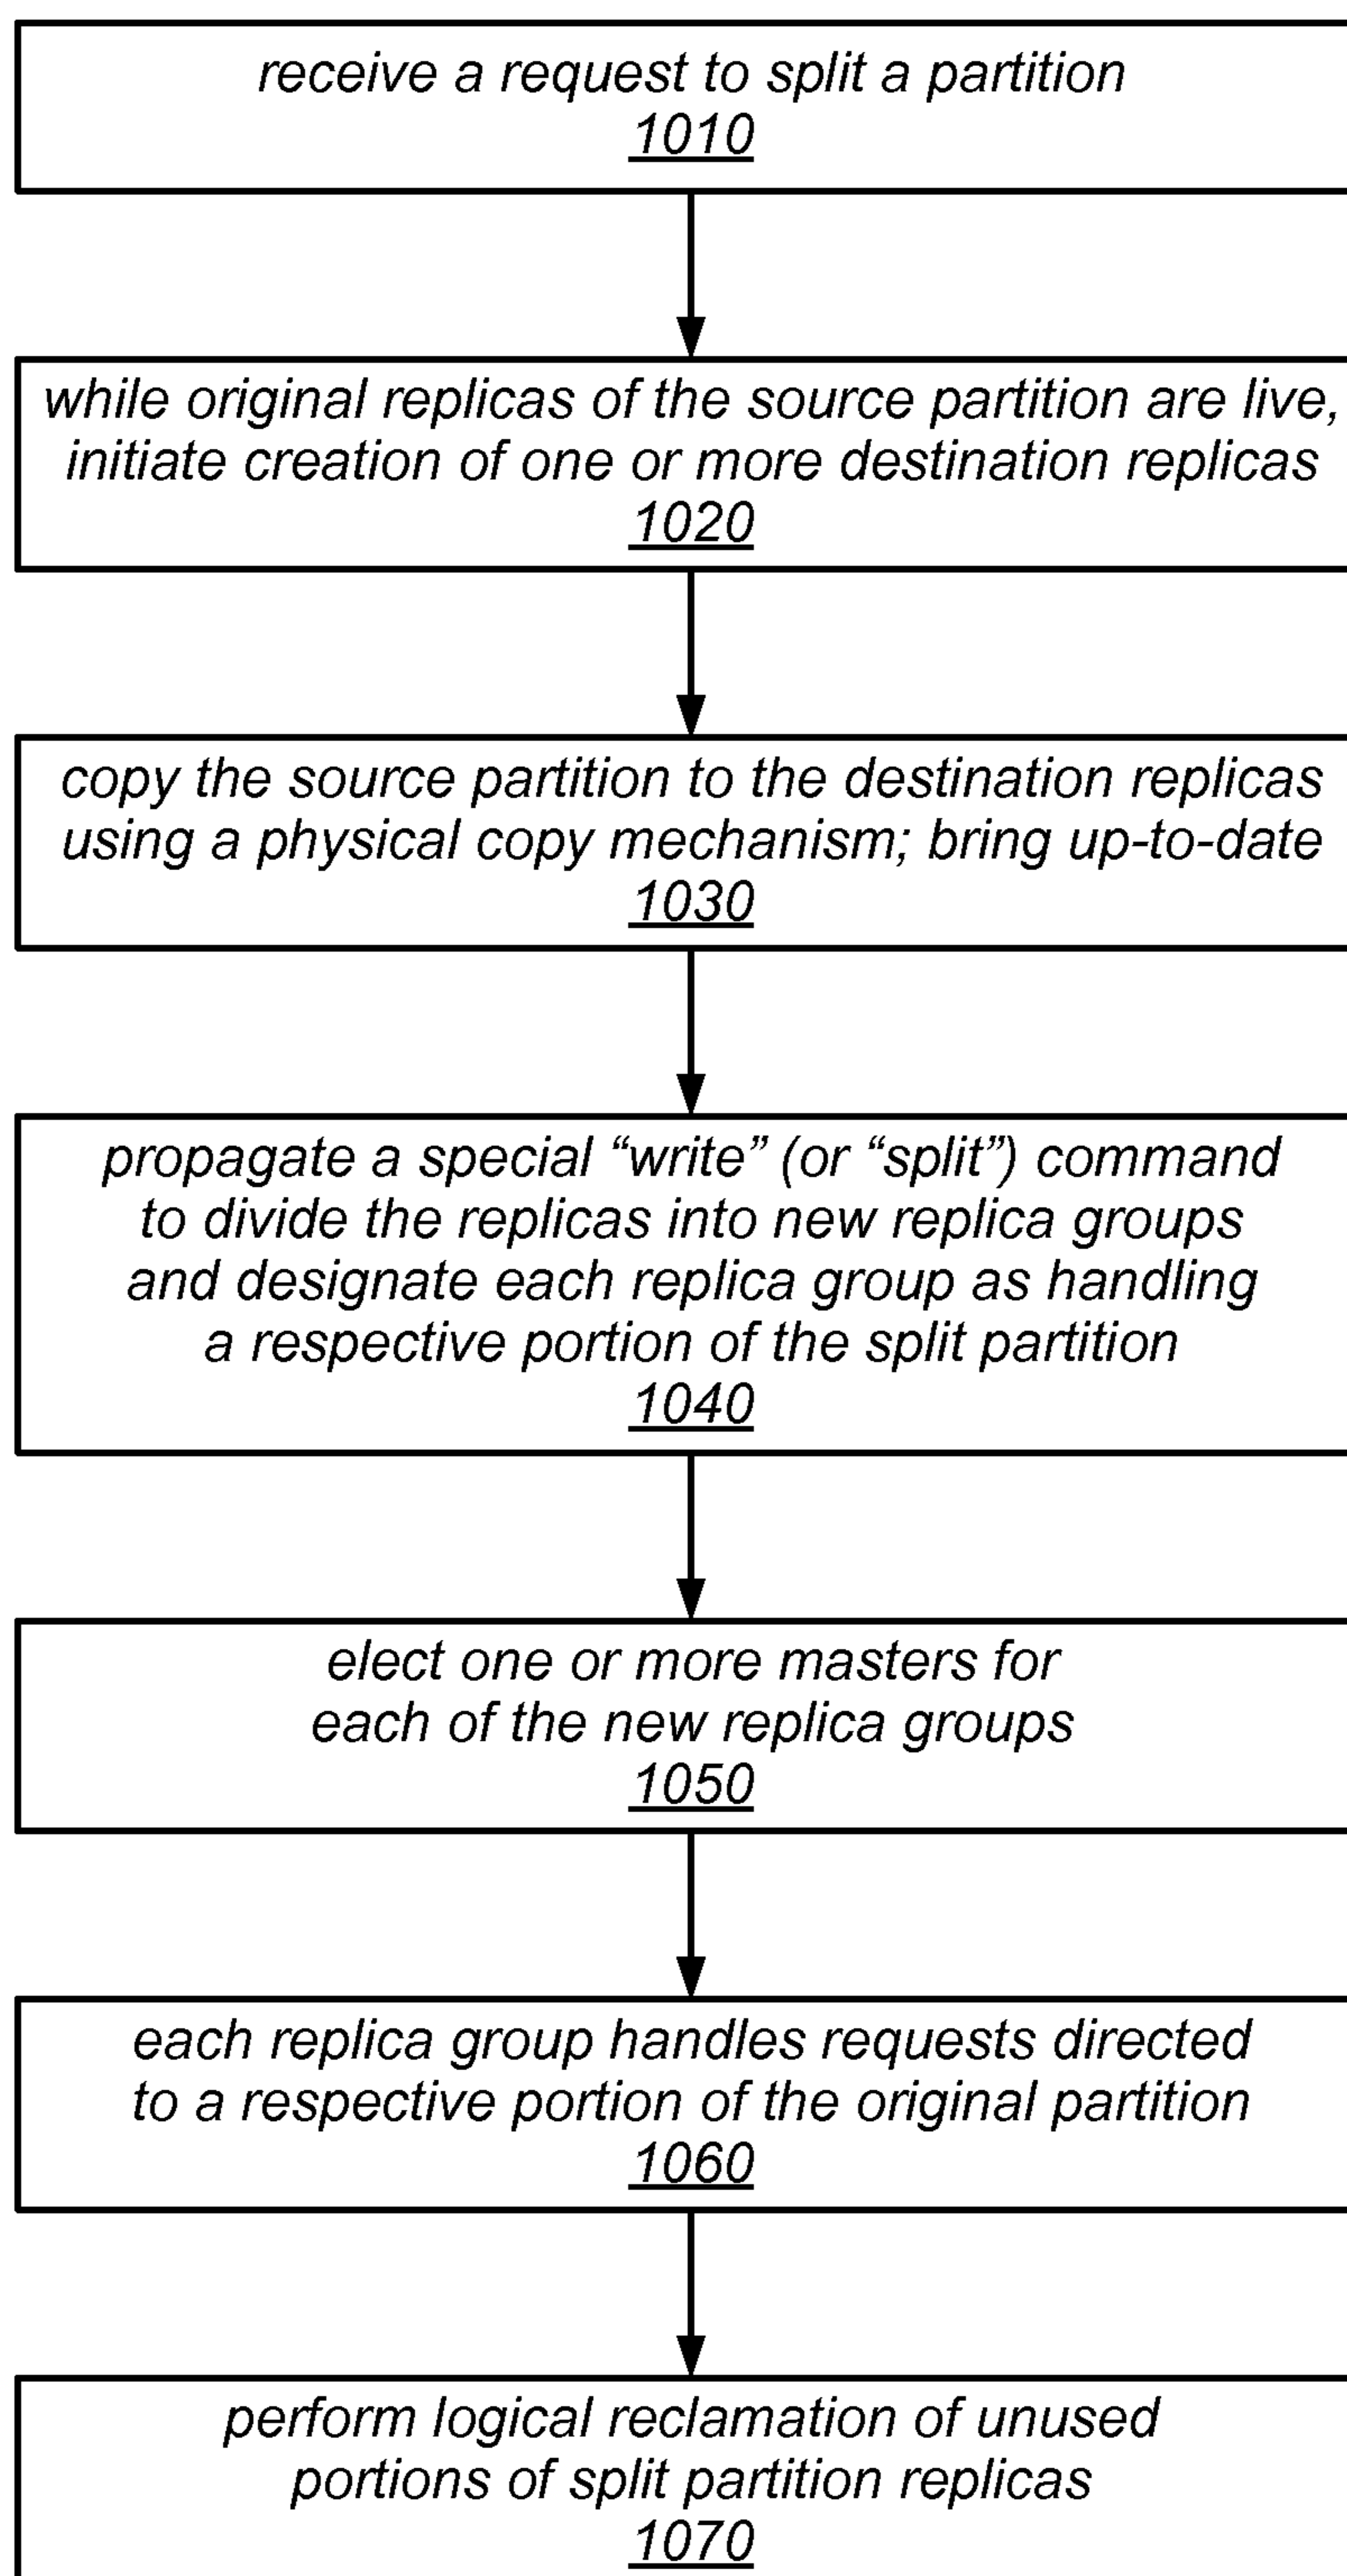 receive a request to split a partition
1010
while original replicas of the source partition are live,
initiate creation of one or more destination replicas
1020
copy the source partition to the destination replicas
using a physical copy mechanism; bring up-to-date
1030
propagate a special “write” (or “split”) command
to divide the replicas into new replica groups
and designate each replica group as handling
a respective portion of the split partition
1040
elect one or more masters for
each of the new replica groups
1050
each replica group handles requests directed
to a respective portion of the original partition
1060
perform logical reclamation of unused
portions of split partition replicas
1070